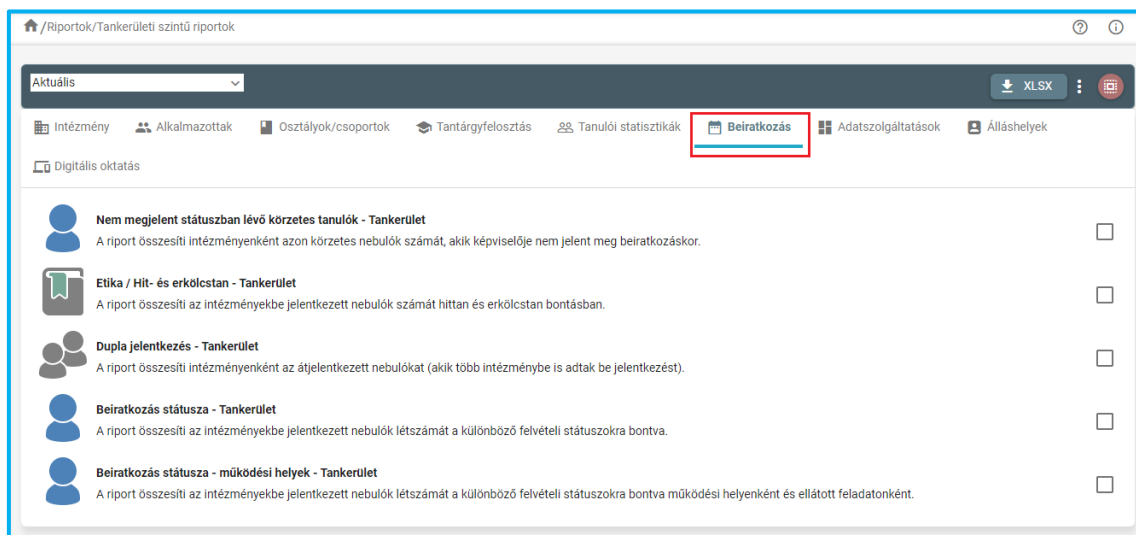 /Riportok/Tankerületi szintű riportok
Aktuális
XLSX
Intézmény Alkalmazottak Osztályok/csoportok Tantárgyfelosztás Tanulói statisztikák Beiratkozás Adatszolgáltatások Álláshelyek
Digitális oktatás
Nem megjelent státuszban lévő körzetes tanulók - Tankerület
A riport összesíti intézményenként azon körzetes nebulók számát, akik képviselője nem jelent meg beiratkozáskor.
Etika / Hit- és erkölcstan - Tankerület
A riport összesíti az intézményekbe jelentkezett nebulók számát hittan és erkölcstan bontásban.
Dupla jelentkezés - Tankerület
A riport összesíti intézményenként az átjelentkezett nebulókat (akik több intézménybe is adtak be jelentkezést).
Beiratkozás státusza - Tankerület
A riport összesíti az intézményekbe jelentkezett nebulók létszámát a különböző felvételi státuszokra bontva.
Beiratkozás státusza - működési helyek - Tankerület
A riport összesíti az intézményekbe jelentkezett nebulók létszámát a különböző felvételi státuszokra bontva működési helyenként és ellátott feladatonként.